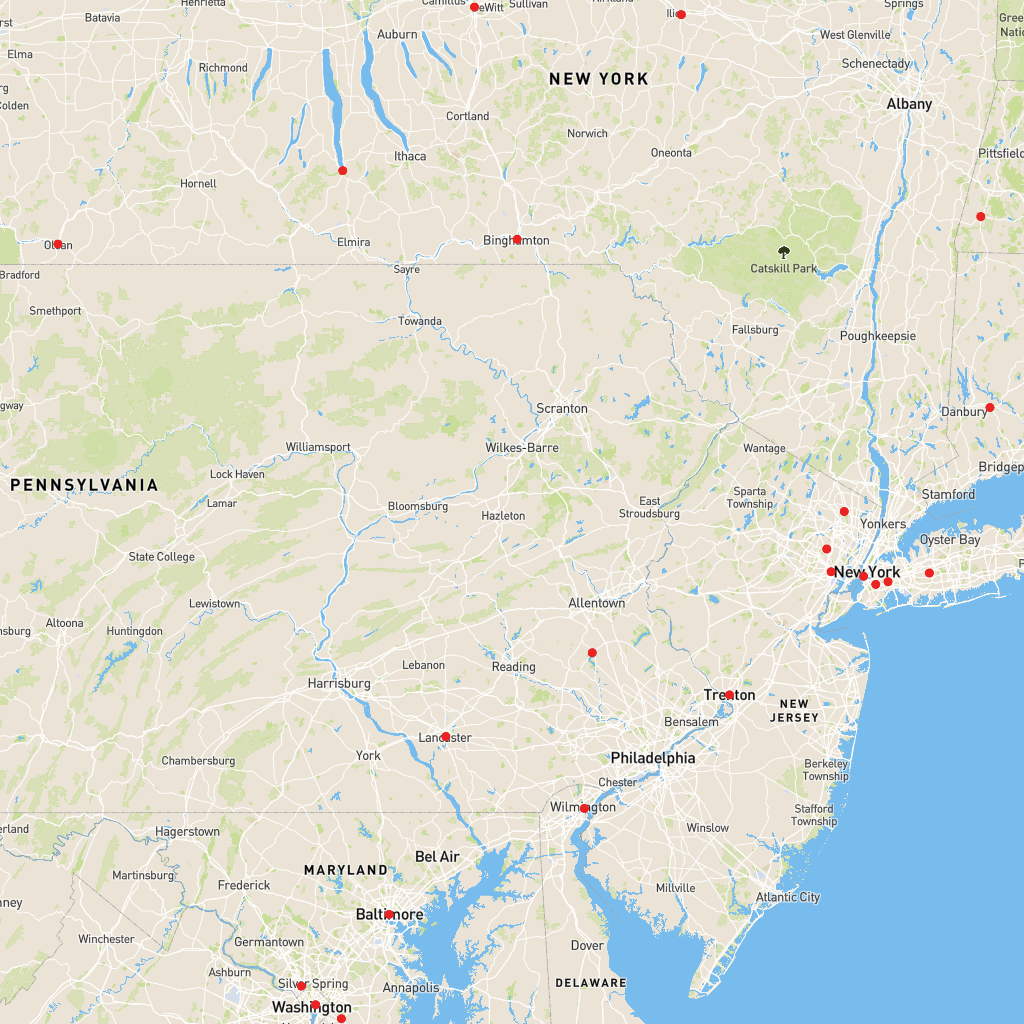 Henrietta
Camillus
DeWitt
Sullivan
Springs
Batavia
Ilion
Gree
Natio
Auburn
West Glenville
Elma
Richmond
NEW YORK
Schenectady
Colden
Albany
Cortland
Norwich
Ithaca
Oneonta
Pittsfield
Hornell
Olean
Elmira
Binghamton
Catskill Park
Bradford
Sayre
Smethport
Towanda
Fallsburg
Poughkeepsie
gway
Scranton
Danbury
Williamsport
Wilkes-Barre
Wantage
Bridgep
Lock Haven
PENNSYLVANIA
Sparta
Township
Stamford
Lamar
Bloomsburg
Hazleton
East
Stroudsburg
Yonkers
Oyster Bay
State College
New York
Lewistown
Allentown
Altoona
Huntingdon
nsburg
Lebanon
Reading
Harrisburg
Trenton
NEW
JERSEY
Bensalem
Lancaster
York
Chambersburg
Philadelphia
Berkeley
Township
Chester
Wilmington
Stafford
Township
erland
Hagerstown
Winslow
Bel Air
MARYLAND
Martinsburg
Frederick
Millville
Atlantic City
ney
Baltimore
Winchester
Germantown
Dover
Ashburn
Silver Spring
Annapolis
DELAWARE
Washington